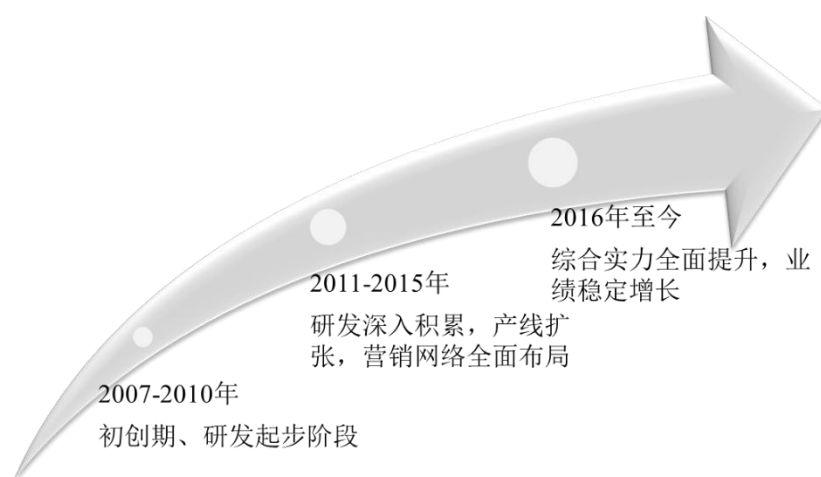 2016年至今
综合实力全面提升，业
绩稳定增长
2011-2015年
研发深入积累，产线扩
张，营销网络全面布局
2007-2010年
初创期、研发起步阶段